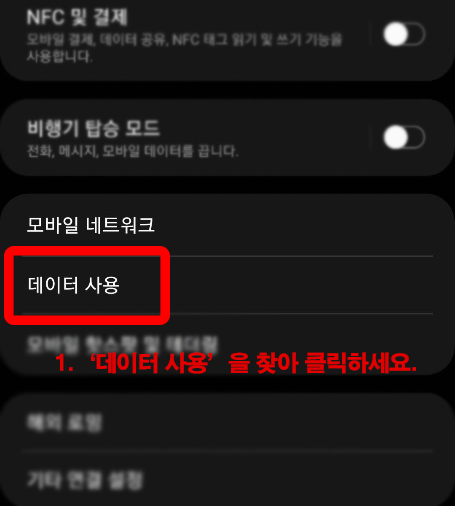 NFC 및 결제
모바일 결제, 데이터 공유, NFC 태그 읽기 및 쓰기 기능을
사용합니다.
비행기 탑승 모드
전화, 메시지, 모바일 데이터를 끕니다.
모바일 네트워크
데이터 사용
모바일 핫스팟 및 테더링
1. ‘데이터 사용’ 을 찾아 클릭하세요.
해외 로밍
기타 연결 설정